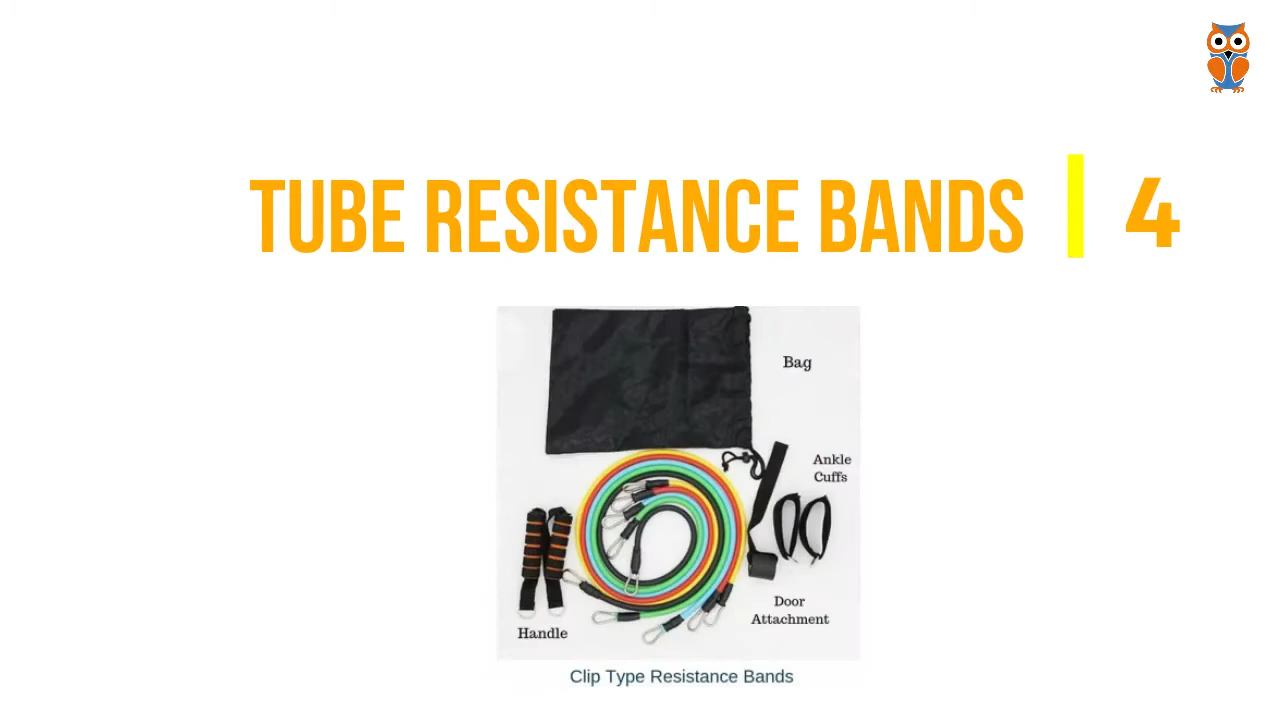 TUBE RESISTANCE BANDS 4
Bag
Ankle
Cuffs
Door
Attachment
Handle
Clip Type Resistance Bands